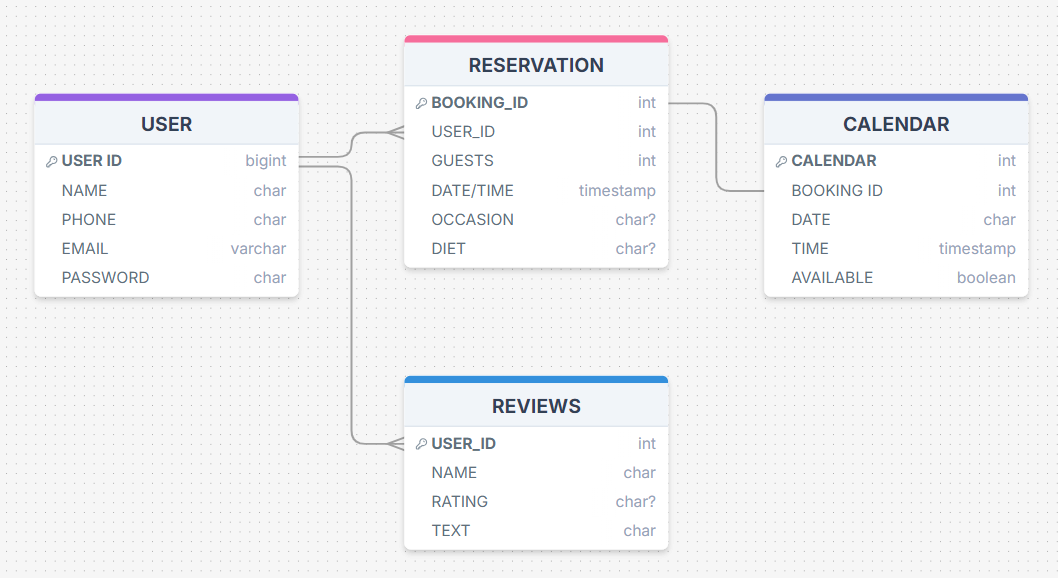 USER
USER ID bigint
NAME char
PHONE char
EMAIL varchar
PASSWORD char
RESERVATION
BOOKING_ID int
USER_ID int
GUESTS int
DATE/TIME timestamp
OCCASION char?
DIET char?
CALENDAR
CALENDAR int
BOOKING ID int
DATE char
TIME timestamp
AVAILABLE boolean
REVIEWS
USER_ID int
NAME char
RATING char?
TEXT char